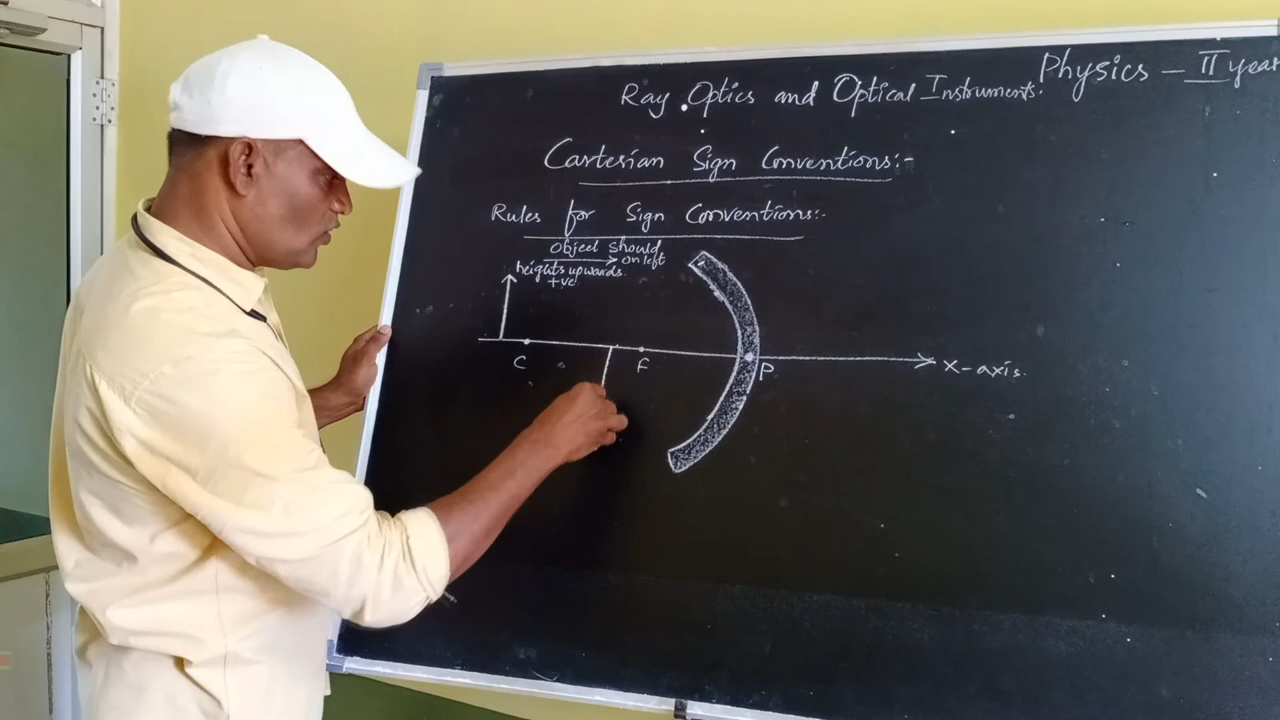 Physics - II year
Ray Optics and Optical Instruments.
Cartesian Sign Conventions:-
Rules for Sign Conventions:-
object should
on left
heights upwards
+ve
C
F
P
X-axis.